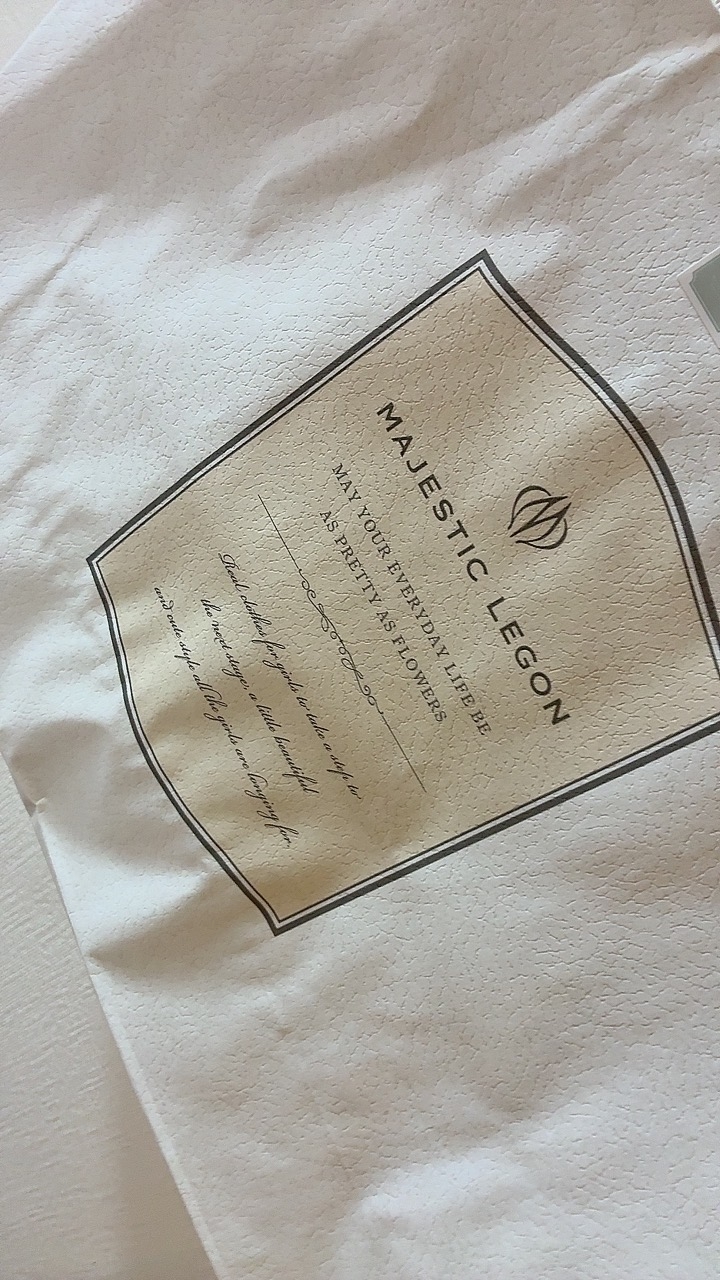 MAJESTIC LEGON
MAY YOUR EVERYDAY LIFE BE
AS PRETTY AS FLOWERS
Real clothes for girls to take a step to
the next stage, a little beautiful
and cute style all the girls are longing for.